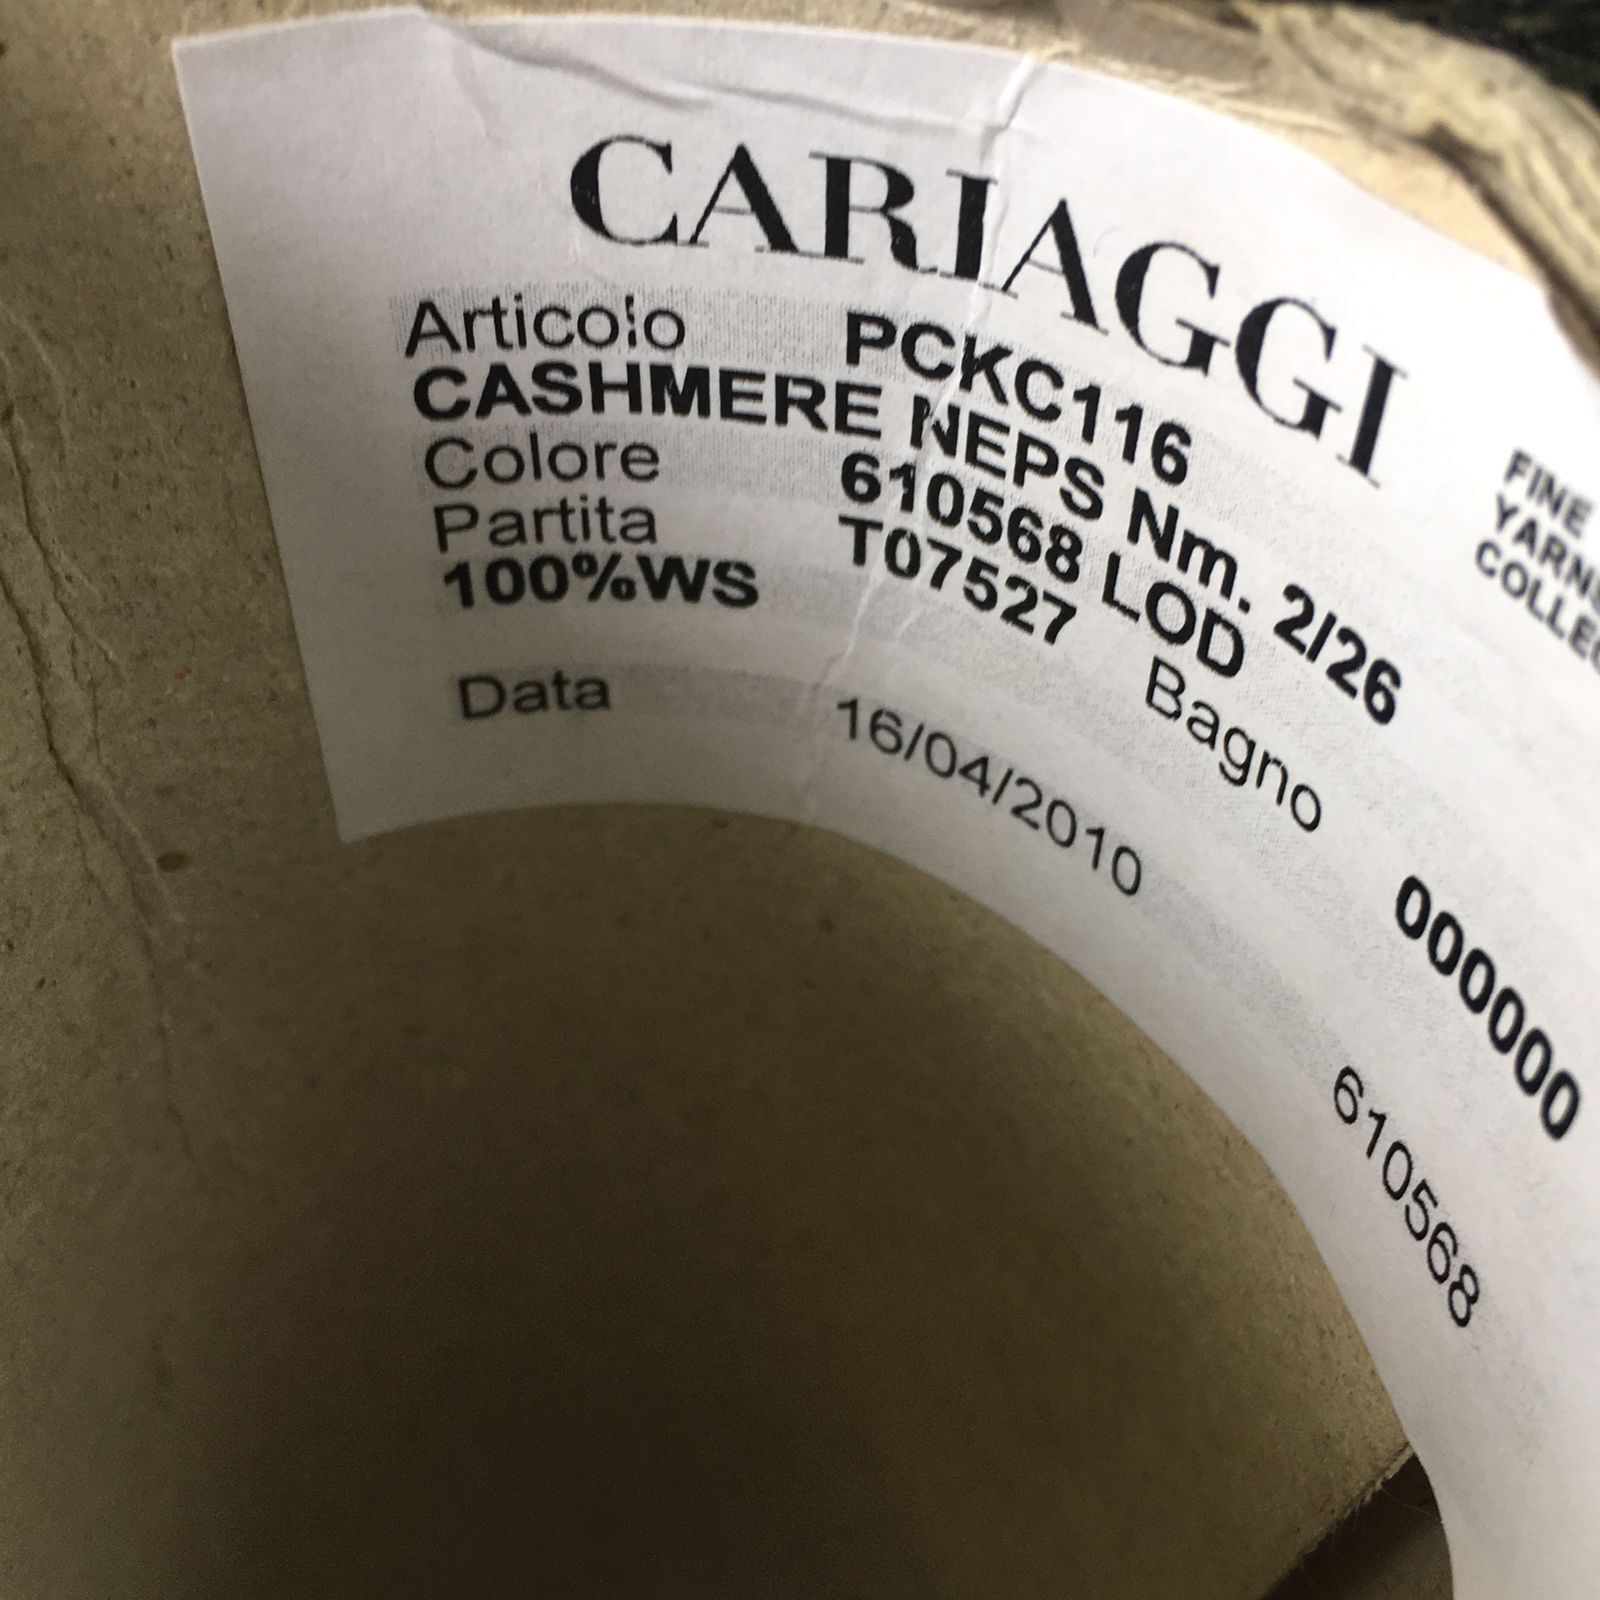 CARIAGGI
FINE
YARNS
Articolo PCKC116
CASHMERE NEPS Nm. 2/26
Colore 610568 LOD
Partita T07527 Bagno 000000
100%WS
Data 16/04/2010 610568